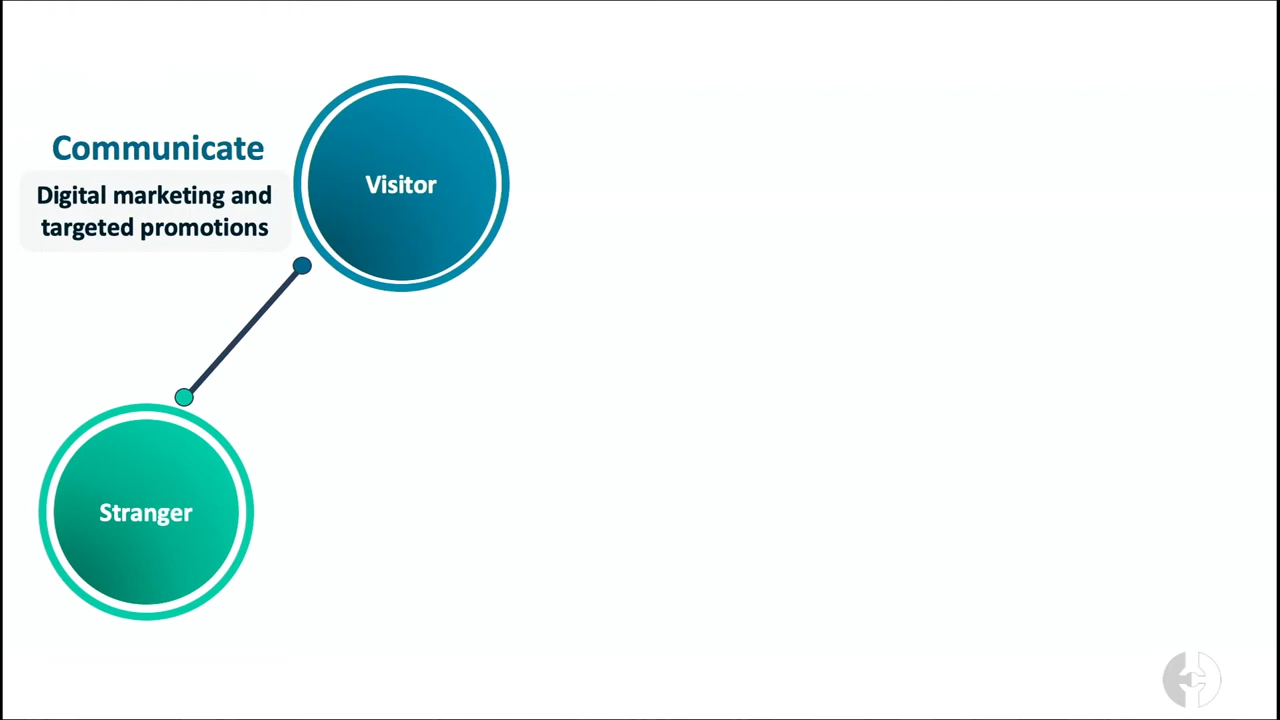 Communicate
Digital marketing and
targeted promotions
Visitor
Stranger